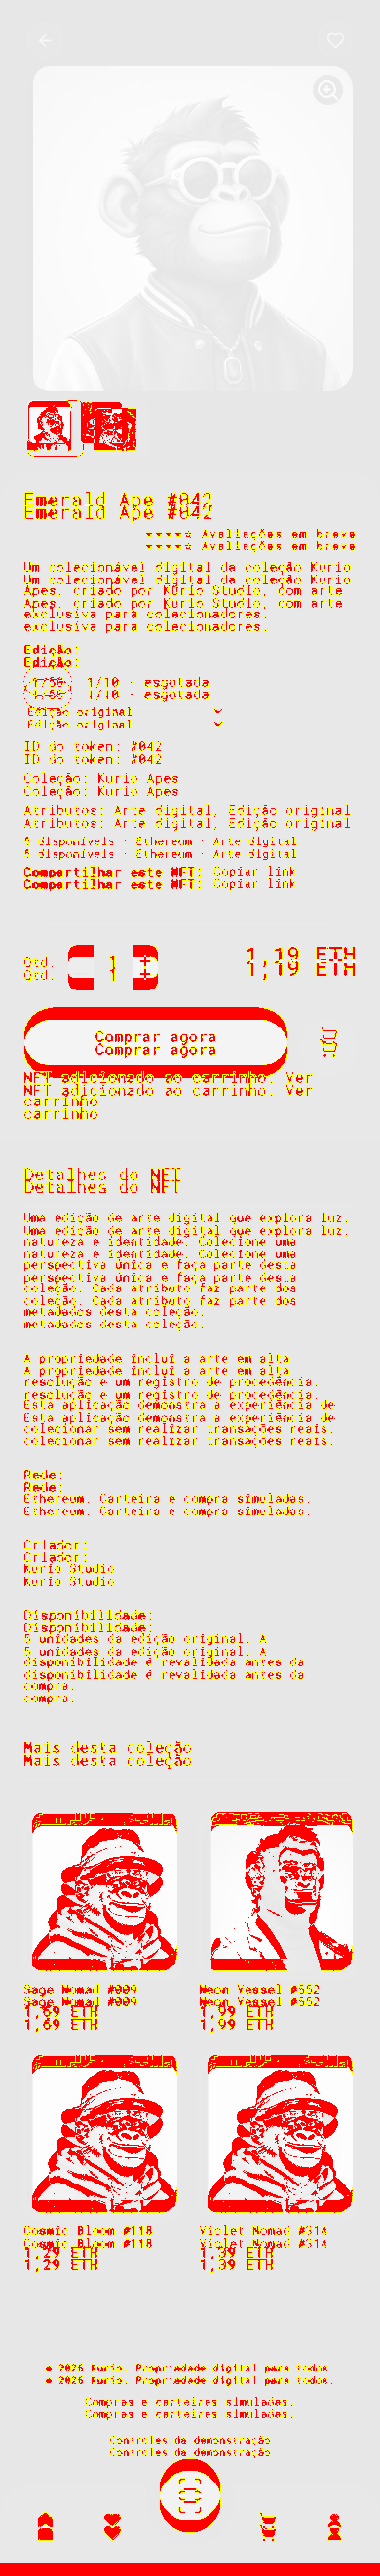 Emerald Ape #042
★★★★☆ Avaliações em breve
Um colecionável digital da coleção Kurio
Apes, criado por Kurio Studio, com arte
exclusiva para colecionadores.
Edição:
1/10 · esgotada
Edição original
ID do token: #042
Coleção: Kurio Apes
Atributos: Arte digital, Edição original
5 disponíveis · Ethereum · Arte digital
Compartilhar este NFT: Copiar link
Qtd. 1 +
1,19 ETH
Comprar agora
NFT adicionado ao carrinho. Ver
carrinho
Detalhes do NFT
Uma edição de arte digital que explora luz,
natureza e identidade. Colecione uma
perspectiva única e faça parte desta
coleção. Cada atributo faz parte dos
metadados desta coleção.
A propriedade inclui a arte em alta
resolução e um registro de procedência.
Esta aplicação demonstra a experiência de
colecionar sem realizar transações reais.
Rede:
Ethereum. Carteira e compra simuladas.
Criador:
Kurio Studio
Disponibilidade:
5 unidades da edição original. A
disponibilidade é revalidada antes da
compra.
Mais desta coleção
Sage Nomad #009
1,69 ETH
Neon Vessel #552
1,99 ETH
Cosmic Bloom #118
1,29 ETH
Violet Nomad #314
1,39 ETH
© 2026 Kurio. Propriedade digital para todos.
Compras e carteiras simuladas.
Controles da demonstração